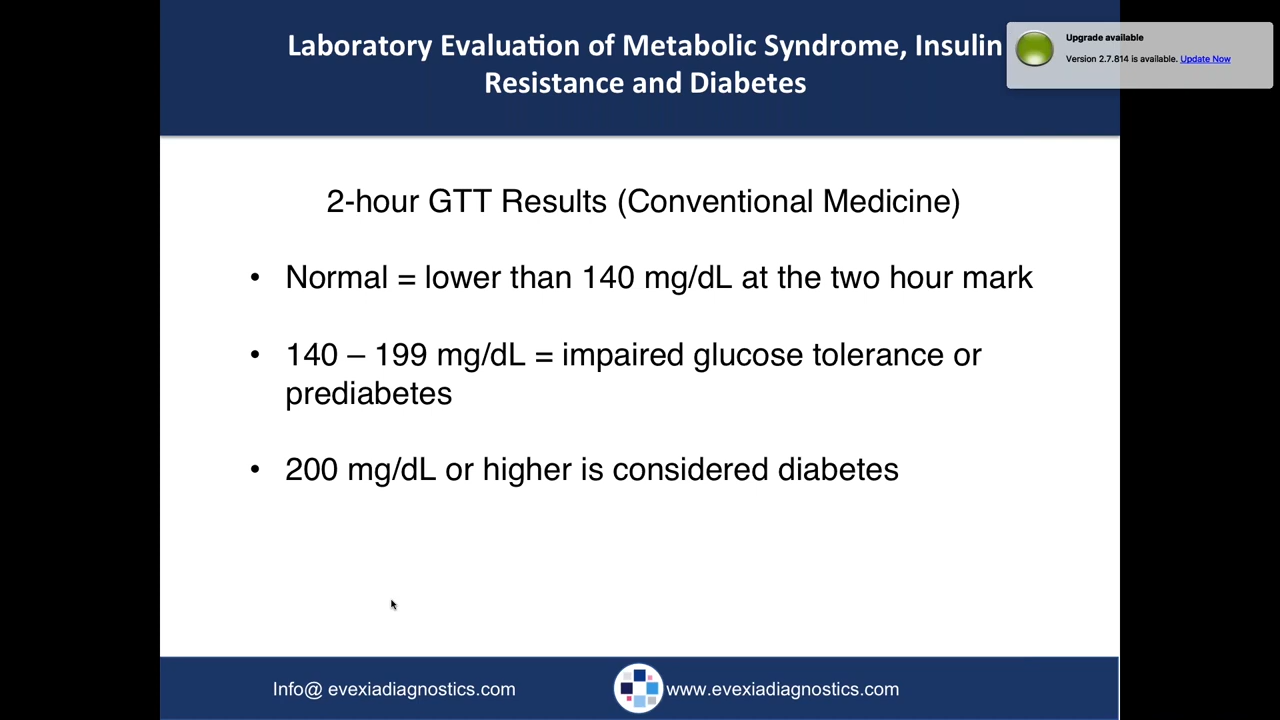 Laboratory Evaluation of Metabolic Syndrome, Insulin
Resistance and Diabetes
Upgrade available
Version 2.7.814 is available. Update Now
2-hour GTT Results (Conventional Medicine)
• Normal = lower than 140 mg/dL at the two hour mark
• 140 – 199 mg/dL = impaired glucose tolerance or
prediabetes
• 200 mg/dL or higher is considered diabetes
Info@ evexiadiagnostics.com
www.evexiadiagnostics.com